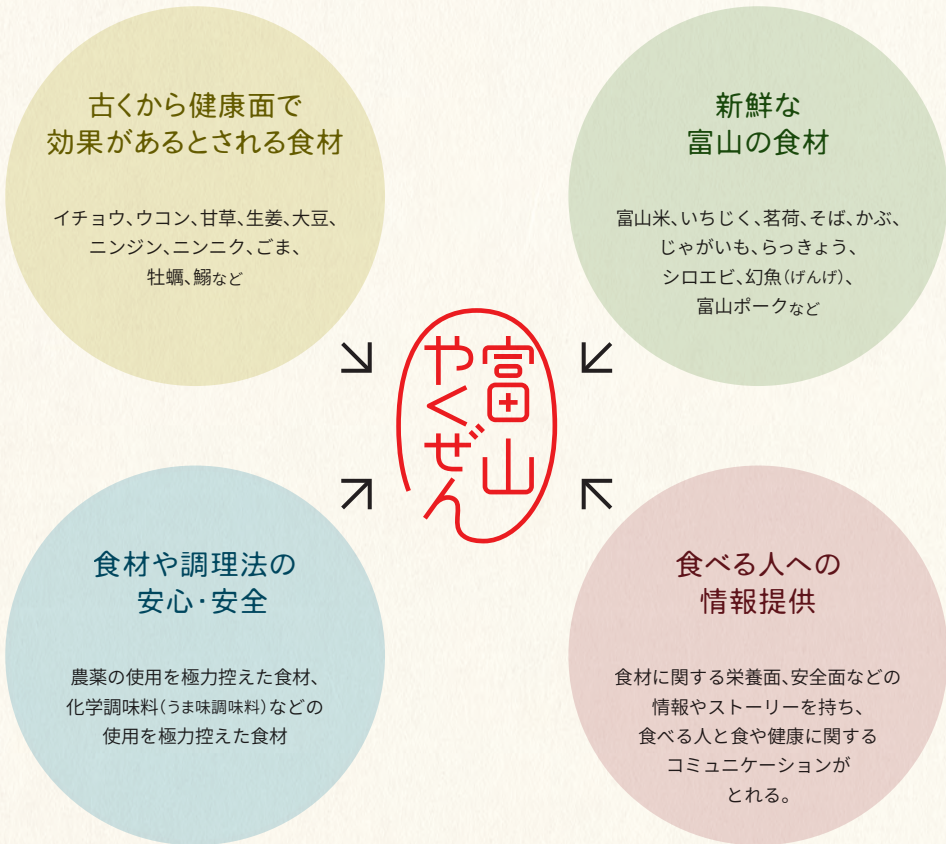 古くから健康面で
効果があるとされる食材
イチョウ、ウコン、甘草、生姜、大豆、
ニンジン、ニンニク、ごま、
牡蠣、鰯など
新鮮な
富山の食材
富山米、いちじく、茗荷、そば、かぶ、
じゃがいも、らっきょう、
シロエビ、幻魚(げんげ)、
富山ポークなど
富山
やくぜん
食材や調理法の
安心・安全
農薬の使用を極力控えた食材、
化学調味料(うま味調味料)などの
使用を極力控えた食材
食べる人への
情報提供
食材に関する栄養面、安全面などの
情報やストーリーを持ち、
食べる人と食や健康に関する
コミュニケーションが
とれる。